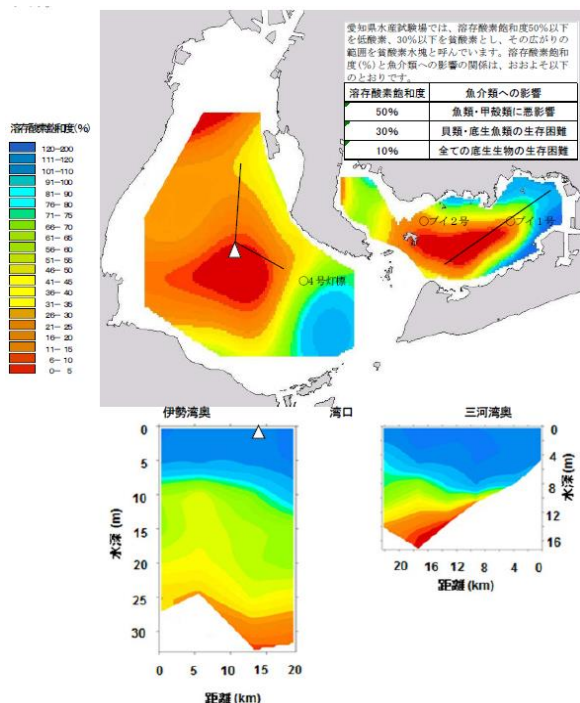 愛知県水産試験場では、溶存酸素飽和度50%以下
を低酸素、30%以下を貧酸素とし、その広がりの
範囲を貧酸素水塊と呼んでいます。溶存酸素飽和
度(%)と魚介類への影響の関係は、おおよそ以下
のとおりです。
溶存酸素飽和度 魚介類への影響
50% 魚類・甲殻類に悪影響
30% 貝類・底生魚類の生存困難
10% 全ての底生生物の生存困難
溶存酸素飽和度(%)
120-200
111-120
101-110
91-100
81-90
76-80
71-75
66-70
61-65
56-60
51-55
46-50
41-45
36-40
31-35
26-30
21-25
16-20
11-15
6-10
0-5
○ブイ2号
○ブイ1号
○4号灯標
伊勢湾奥 湾口 三河湾奥
0
5
10
15
20
25
30
水深 (m)
0 5 10 15 20
距離 (km)
0
4
8
12
16
水深 (m)
20 16 12 8 4 0
距離 (km)